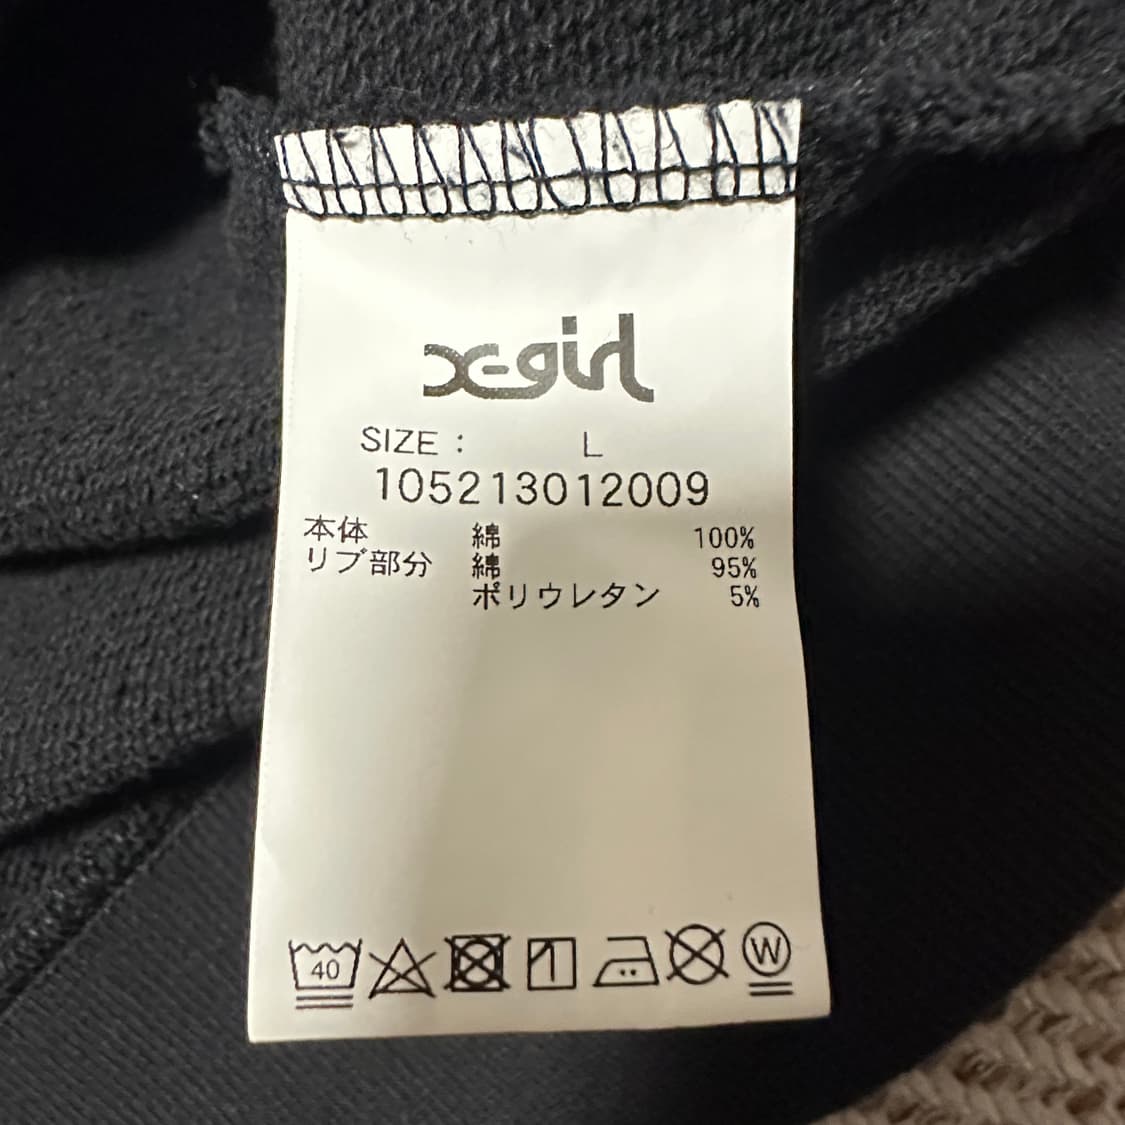 X-girl
SIZE : L
105213012009
本体 綿 100%
リブ部分 綿 95%
ポリウレタン 5%
40
W